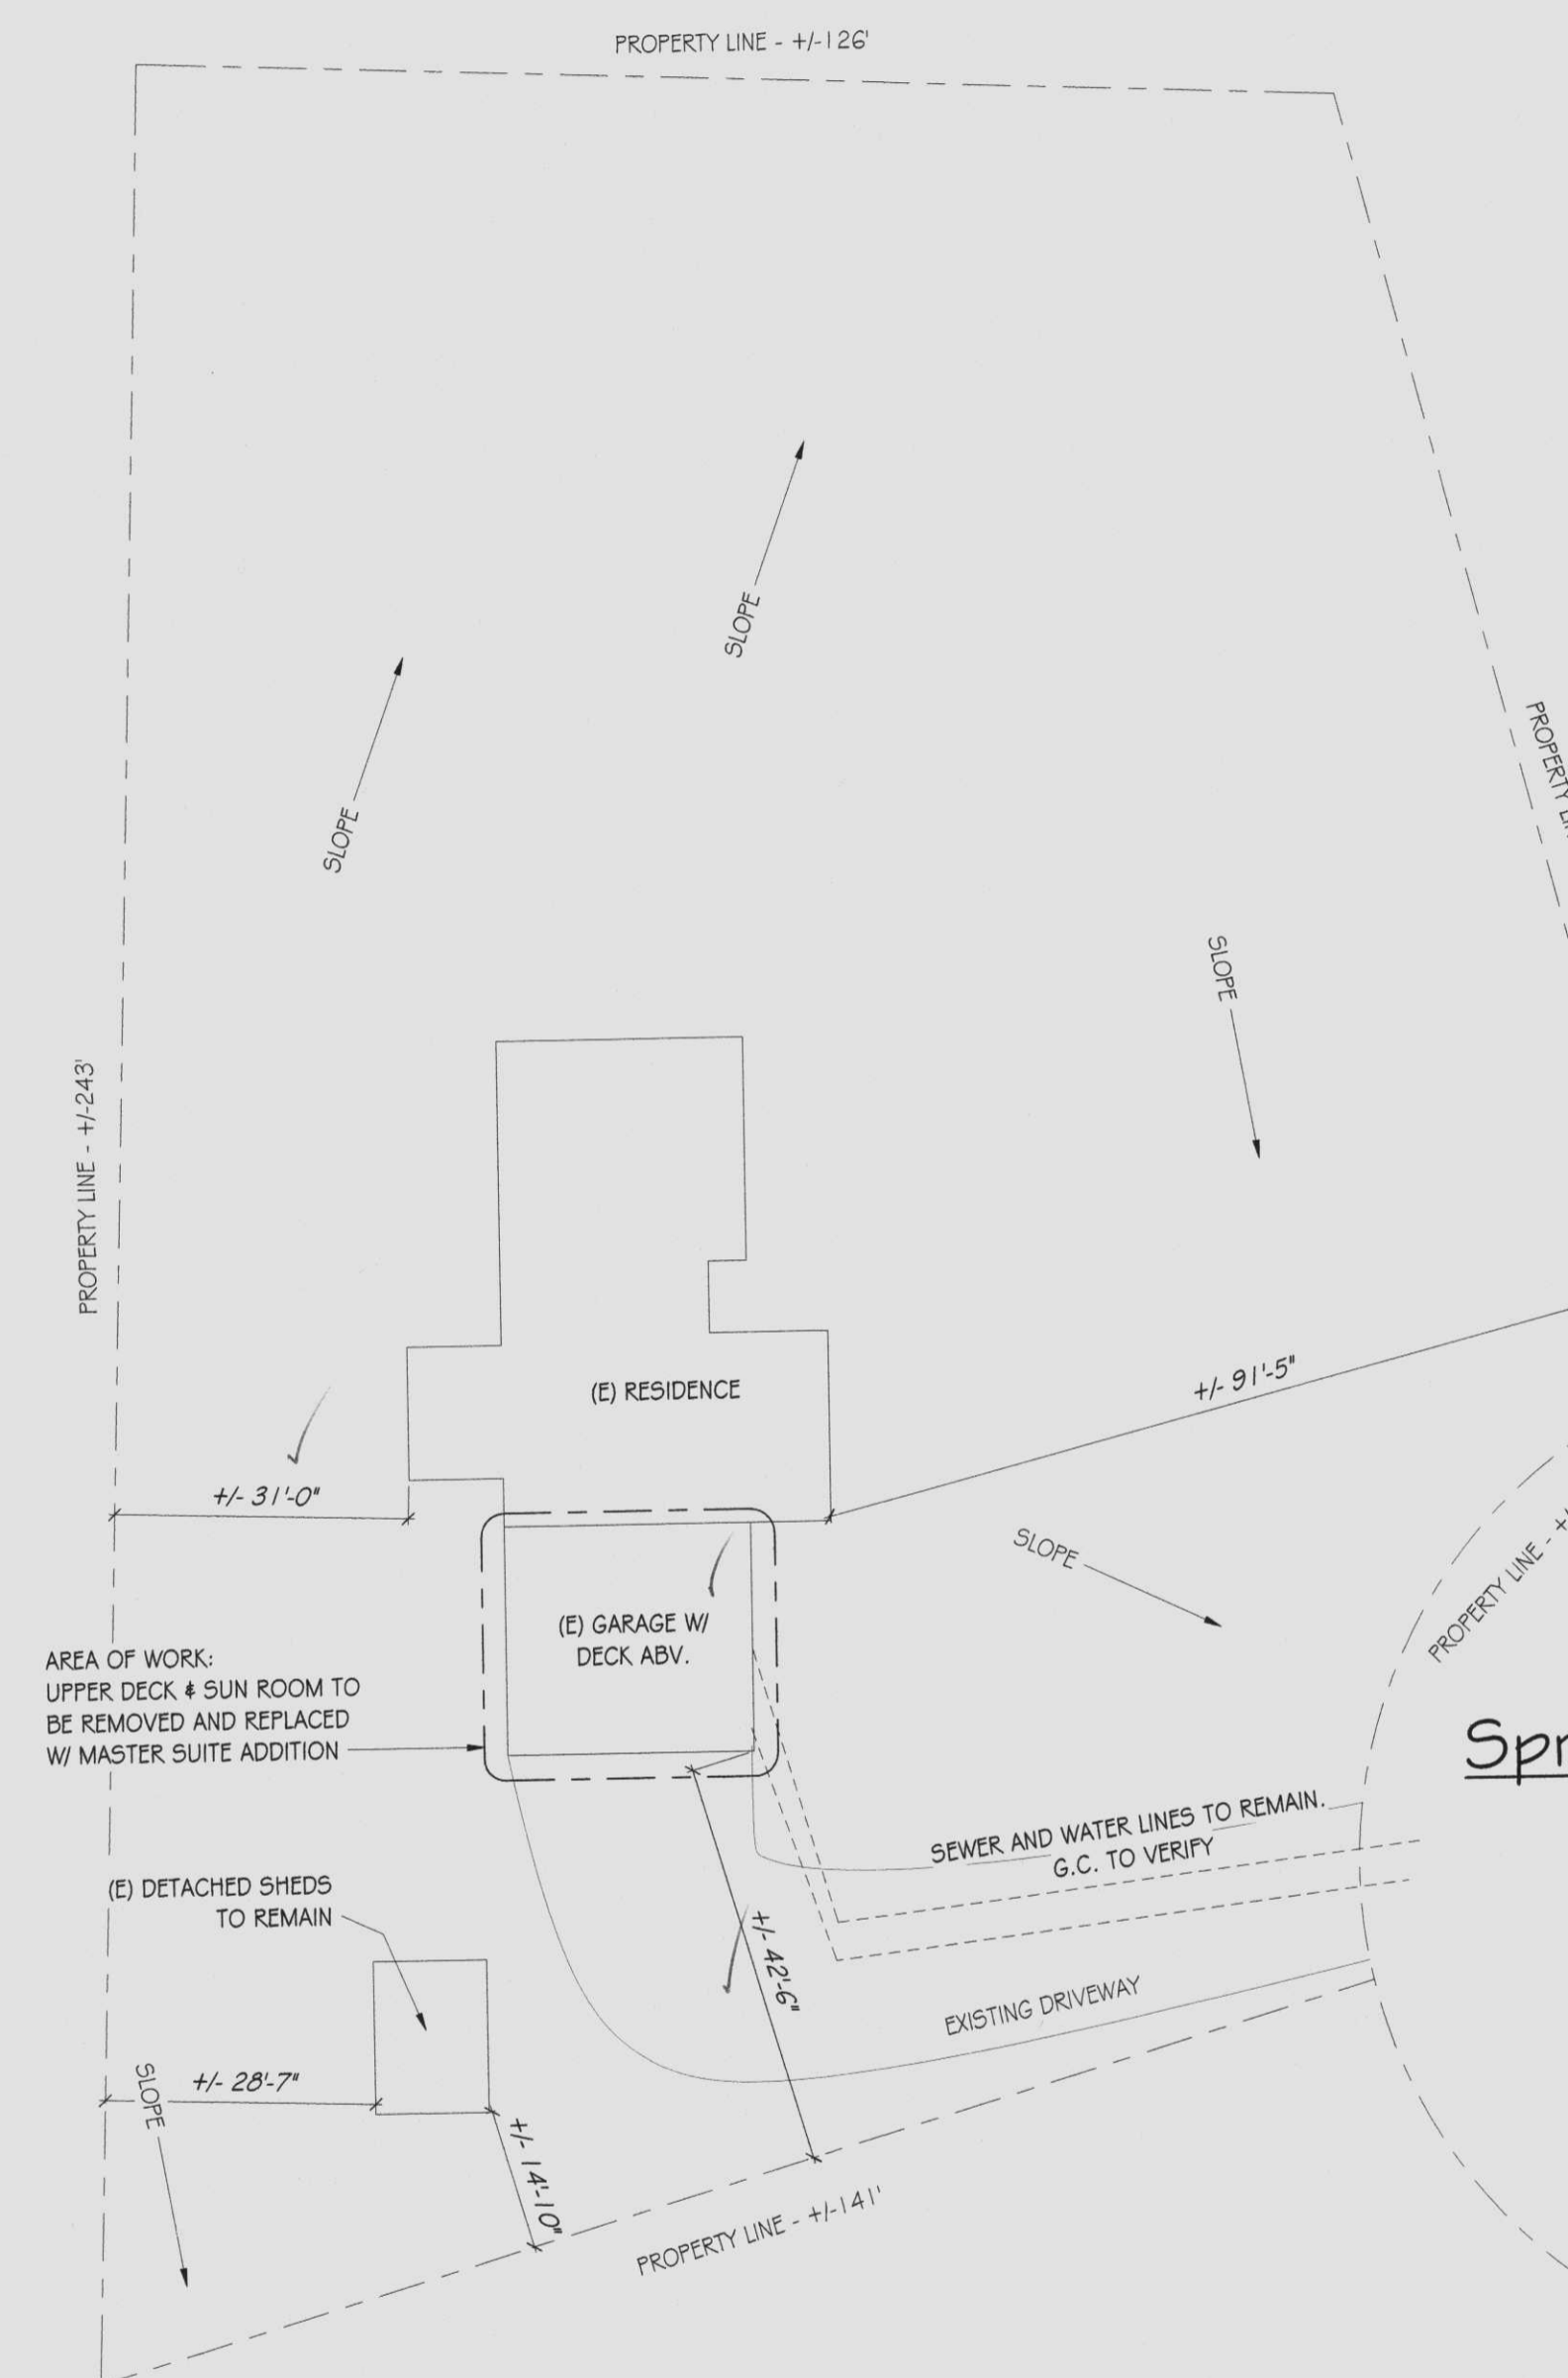 PROPERTY LINE - +/-126'
SLOPE
SLOPE
PROPERTY
SLOPE
PROPERTY LINE - +/-243'
+/- 91'-5"
(E) RESIDENCE
+/- 31'-0"
SLOPE
PROPERTY LINE -
(E) GARAGE W/
DECK ABV.
AREA OF WORK:
UPPER DECK & SUN ROOM TO
BE REMOVED AND REPLACED
W/ MASTER SUITE ADDITION
SEWER AND WATER LINES TO REMAIN.
G.C. TO VERIFY
(E) DETACHED SHEDS
TO REMAIN
+/- 42'-6"
EXISTING DRIVEWAY
+/- 28'-7"
SLOPE
+/- 14'-10"
PROPERTY LINE - +/-141'